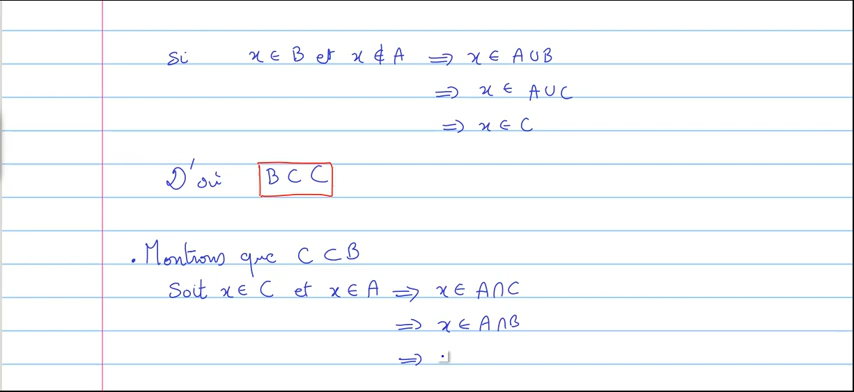 Si x ∈ B et x ∉ A ⟹ x ∈ A ∪ B
⟹ x ∈ A ∪ C
⟹ x ∈ C
D'où B ⊂ C
. Montrons que C ⊂ B
Soit x ∈ C et x ∈ A ⟹ x ∈ A ∩ C
⟹ x ∈ A ∩ B
⟹